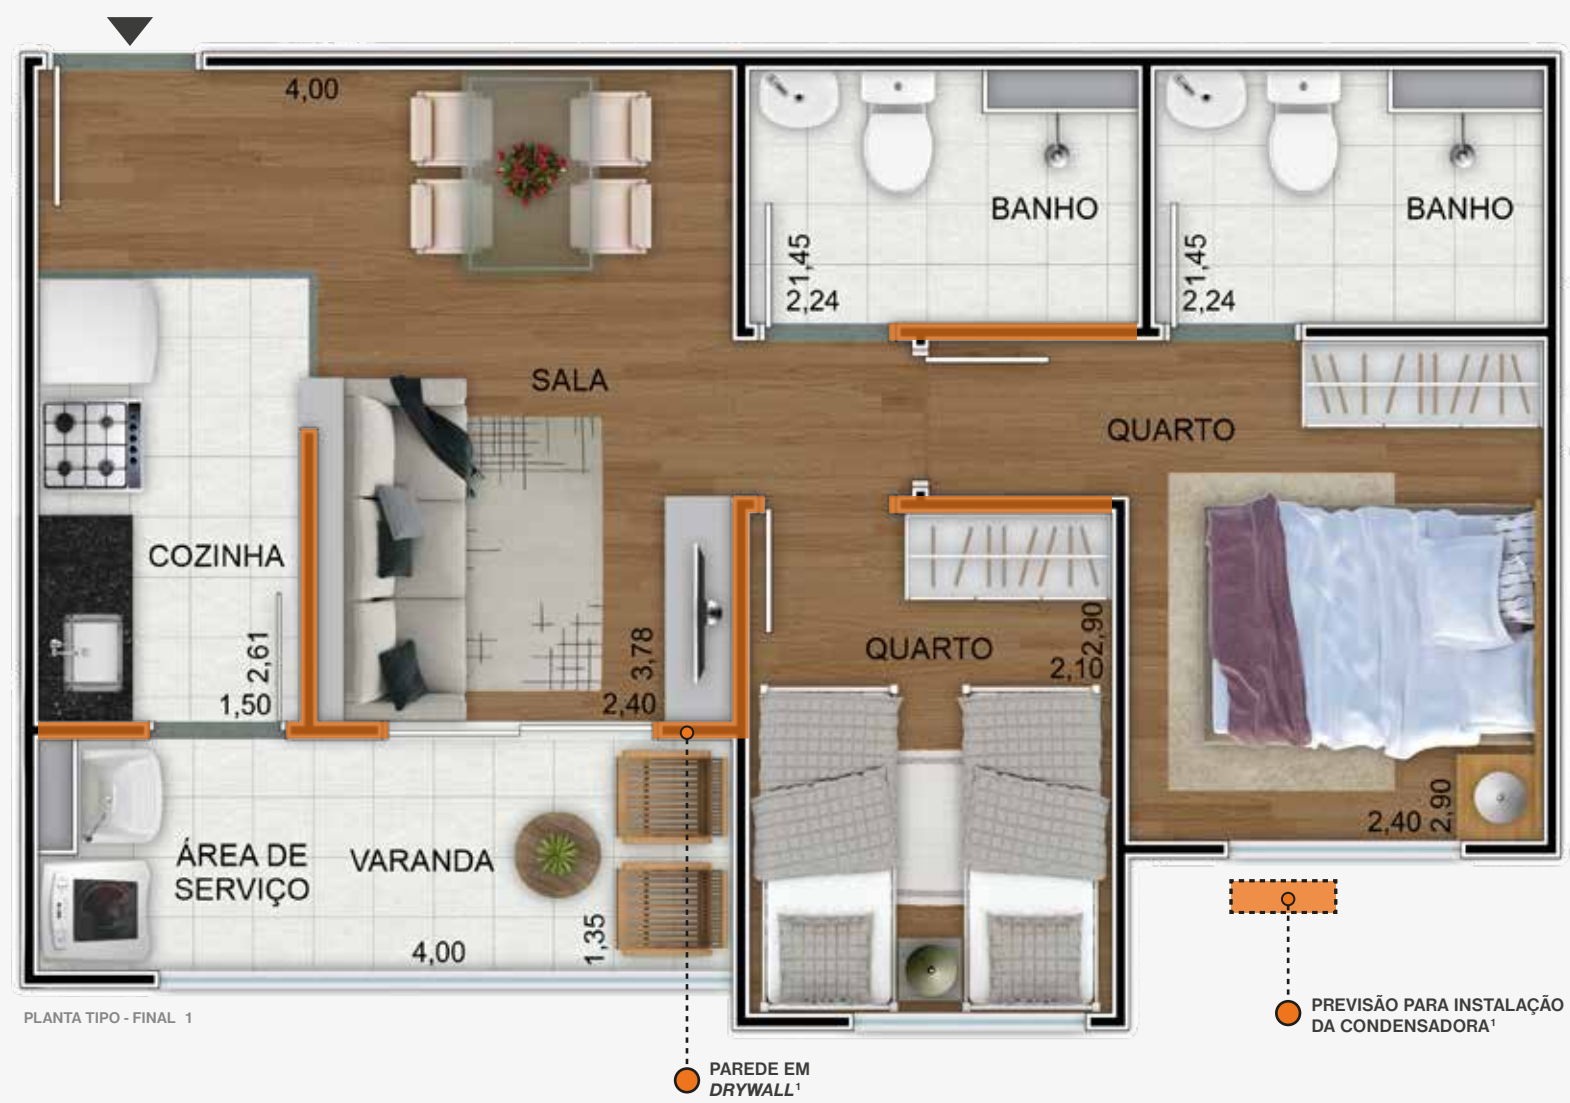 4,00
BANHO
1,45
2,24
BANHO
1,45
2,24
SALA
QUARTO
COZINHA
2,61
1,50
3,78
2,40
QUARTO
2,90
2,10
ÁREA DE
SERVIÇO
VARANDA
4,00
1,35
2,40
2,90
PLANTA TIPO - FINAL 1
PREVISÃO PARA INSTALAÇÃO
DA CONDENSADORA¹
PAREDE EM
DRYWALL¹